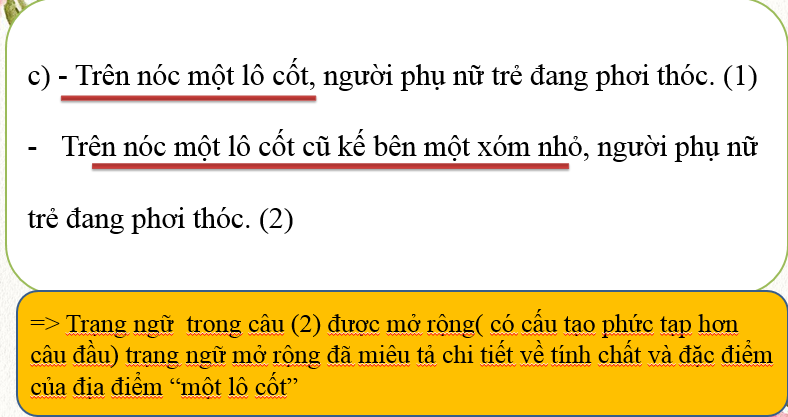 c) - Trên nóc một lô cốt, người phụ nữ trẻ đang phơi thóc. (1)
- Trên nóc một lô cốt cũ kế bên một xóm nhỏ, người phụ nữ
trẻ đang phơi thóc. (2)
=> Trạng ngữ trong câu (2) được mở rộng( có cấu tạo phức tạp hơn
câu đầu) trạng ngữ mở rộng đã miêu tả chi tiết về tính chất và đặc điểm
của địa điểm “một lô cốt”